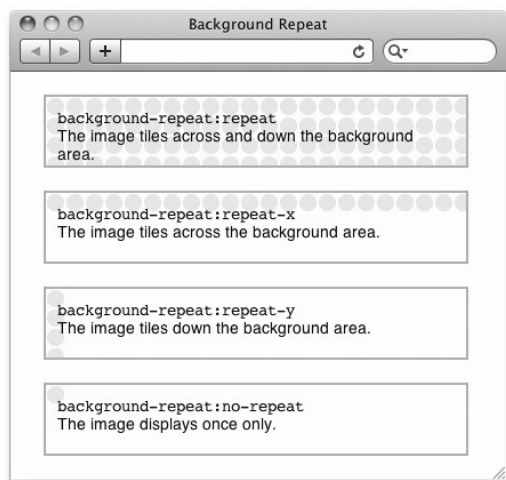 Background Repeat
background-repeat:repeat
The image tiles across and down the background
area.
background-repeat:repeat-x
The image tiles across the background area.
background-repeat:repeat-y
The image tiles down the background area.
background-repeat:no-repeat
The image displays once only.